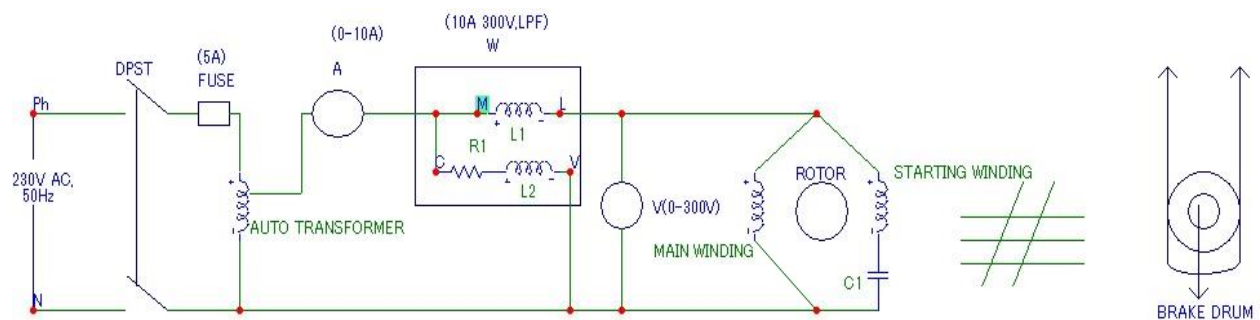 (5A)
FUSE
DPST
(0-10A)
A
(10A 300V,LPF)
W
Ph
M
L
L1
R1
C
V
L2
230V AC,
50Hz
AUTO TRANSFORMER
V(0-300V)
MAIN WINDING
ROTOR
STARTING WINDING
C1
N
BRAKE DRUM